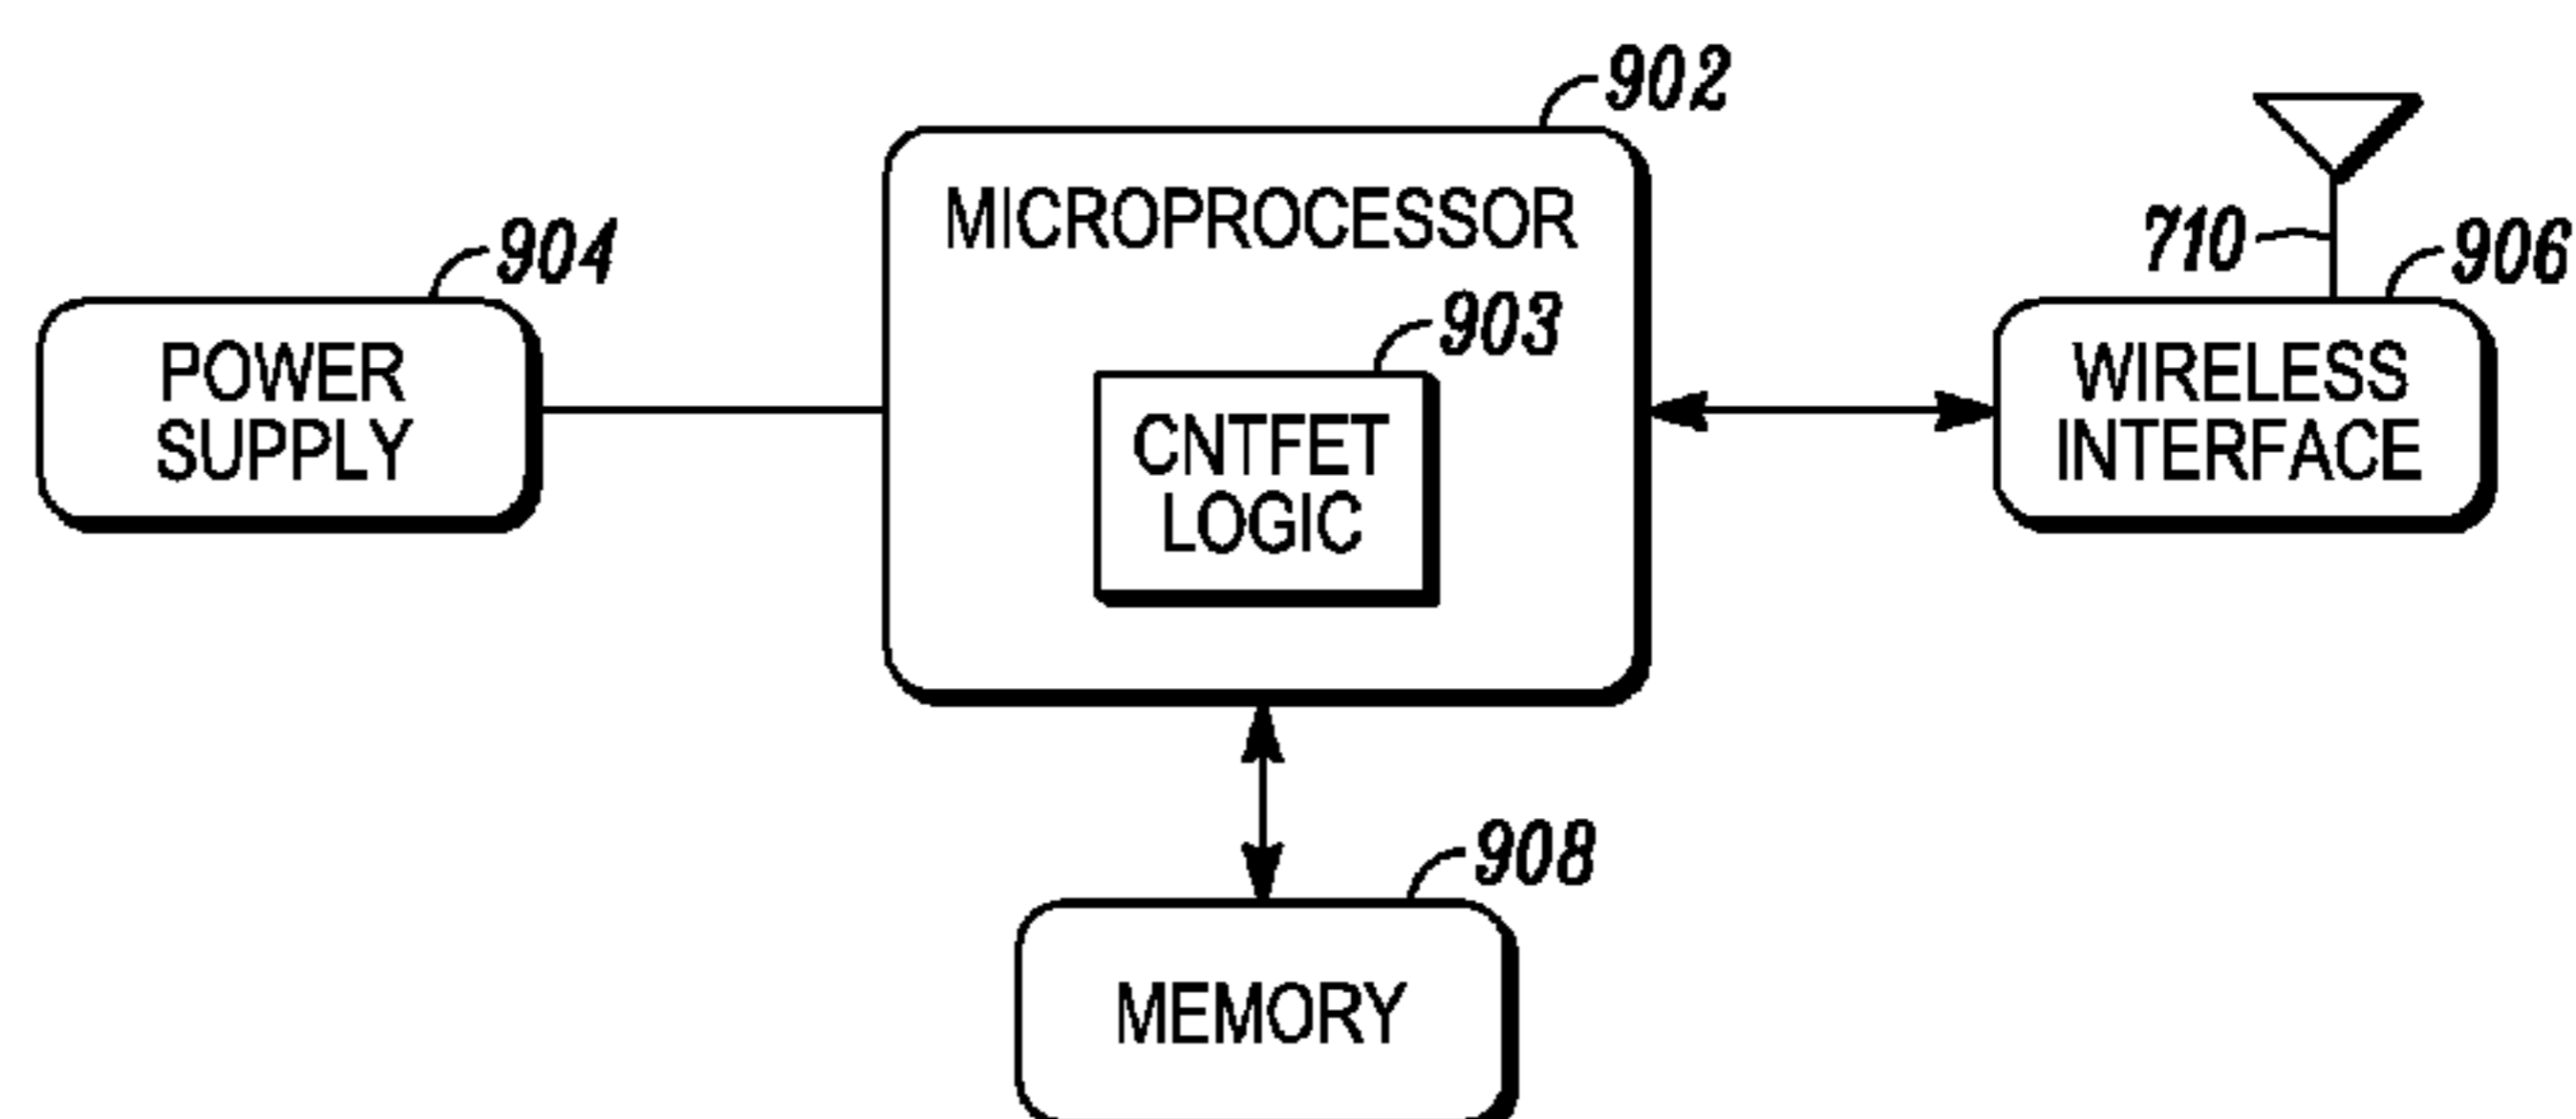 902
MICROPROCESSOR
904
POWER
SUPPLY
903
CNTFET
LOGIC
710
906
WIRELESS
INTERFACE
908
MEMORY